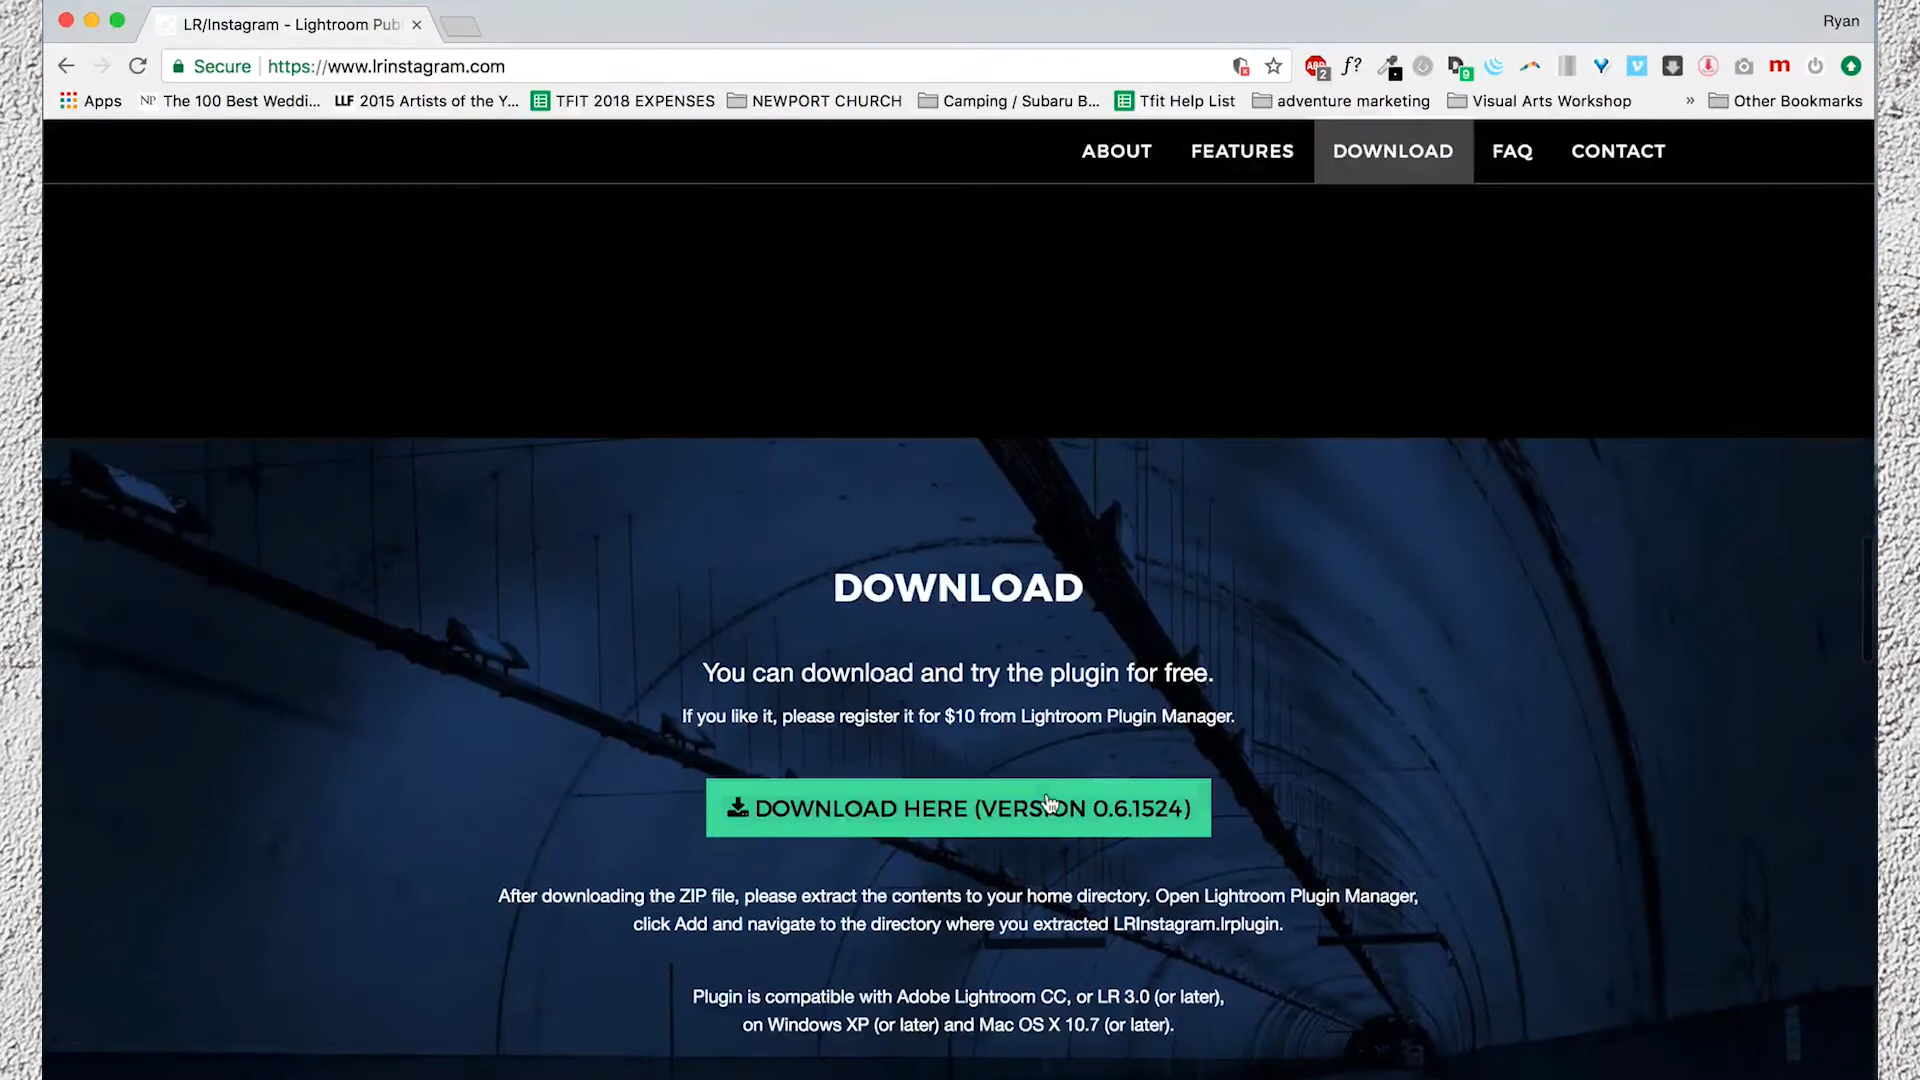 LR/Instagram - Lightroom Pub
Ryan
Secure
https://www.lrinstagram.com
ABP 2
f?
9
m
Apps
NP The 100 Best Weddi...
LLF 2015 Artists of the Y...
TFIT 2018 EXPENSES
NEWPORT CHURCH
Camping / Subaru B...
Tfit Help List
adventure marketing
Visual Arts Workshop
»
Other Bookmarks
ABOUT
FEATURES
DOWNLOAD
FAQ
CONTACT
DOWNLOAD
You can download and try the plugin for free.
If you like it, please register it for $10 from Lightroom Plugin Manager.
DOWNLOAD HERE (VERSION 0.6.1524)
After downloading the ZIP file, please extract the contents to your home directory. Open Lightroom Plugin Manager,
click Add and navigate to the directory where you extracted LRInstagram.lrplugin.
Plugin is compatible with Adobe Lightroom CC, or LR 3.0 (or later),
on Windows XP (or later) and Mac OS X 10.7 (or later).